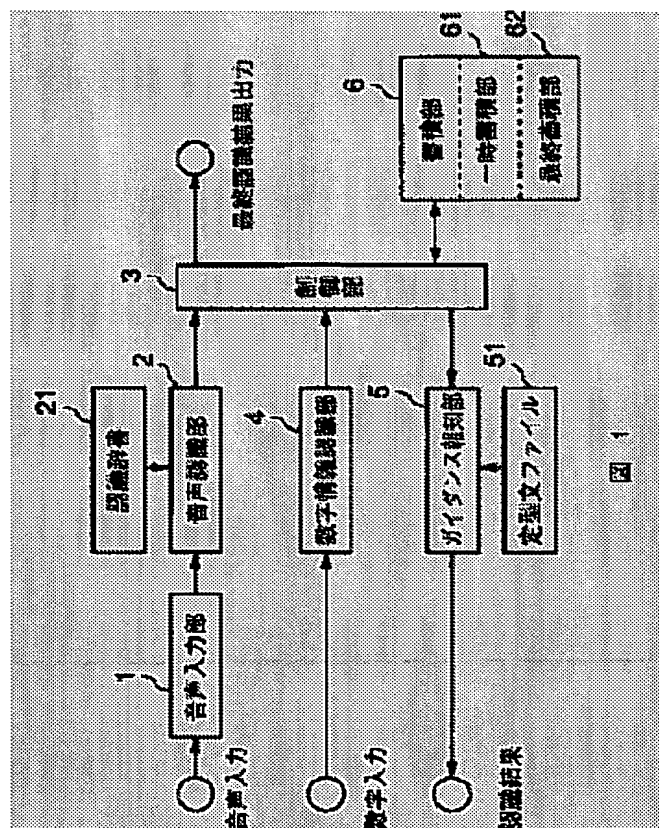 21
認識辞書
1
音声入力部
2
音声認識部
3
制御部
音声入力
最終認識結果出力
4
数字情報認識部
数字入力
6
蓄積部
61
一時蓄積部
62
最終蓄積部
5
ガイダンス報知部
認識結果
51
定型文ファイル
図 1